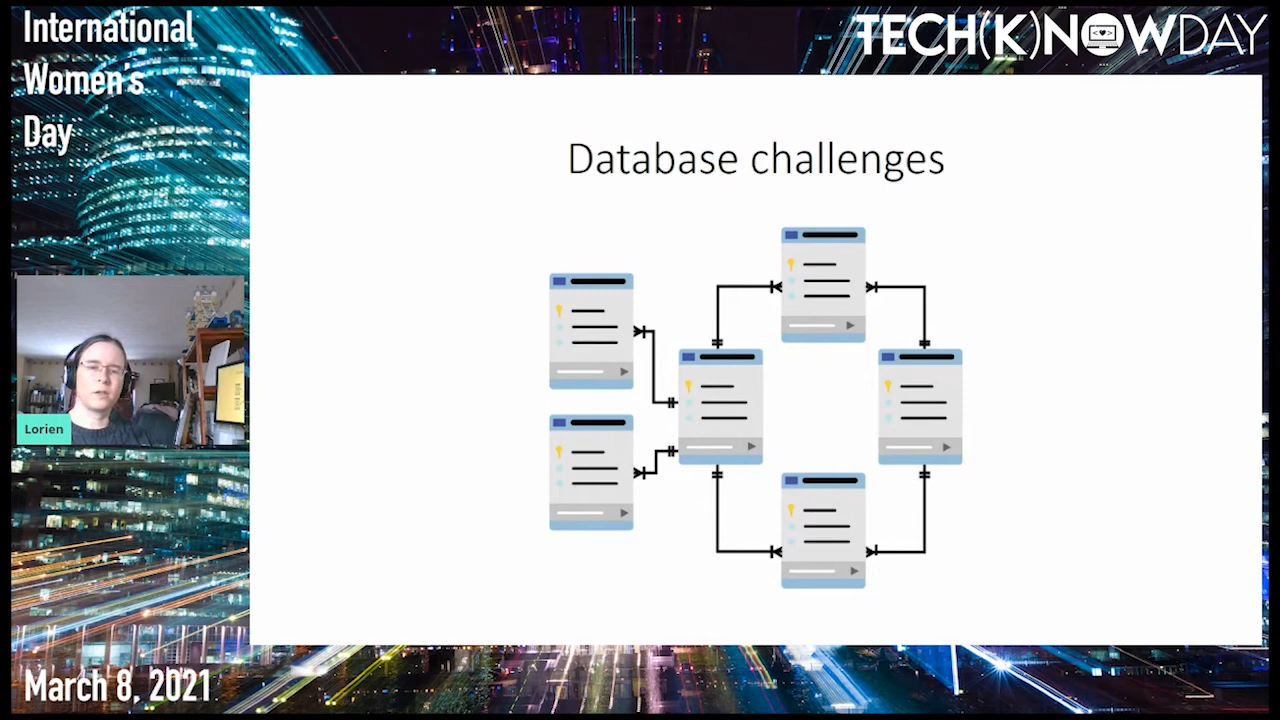 International
Women's
Day
TECH(K)NOWDAY
Database challenges
Lorien
March 8, 2021